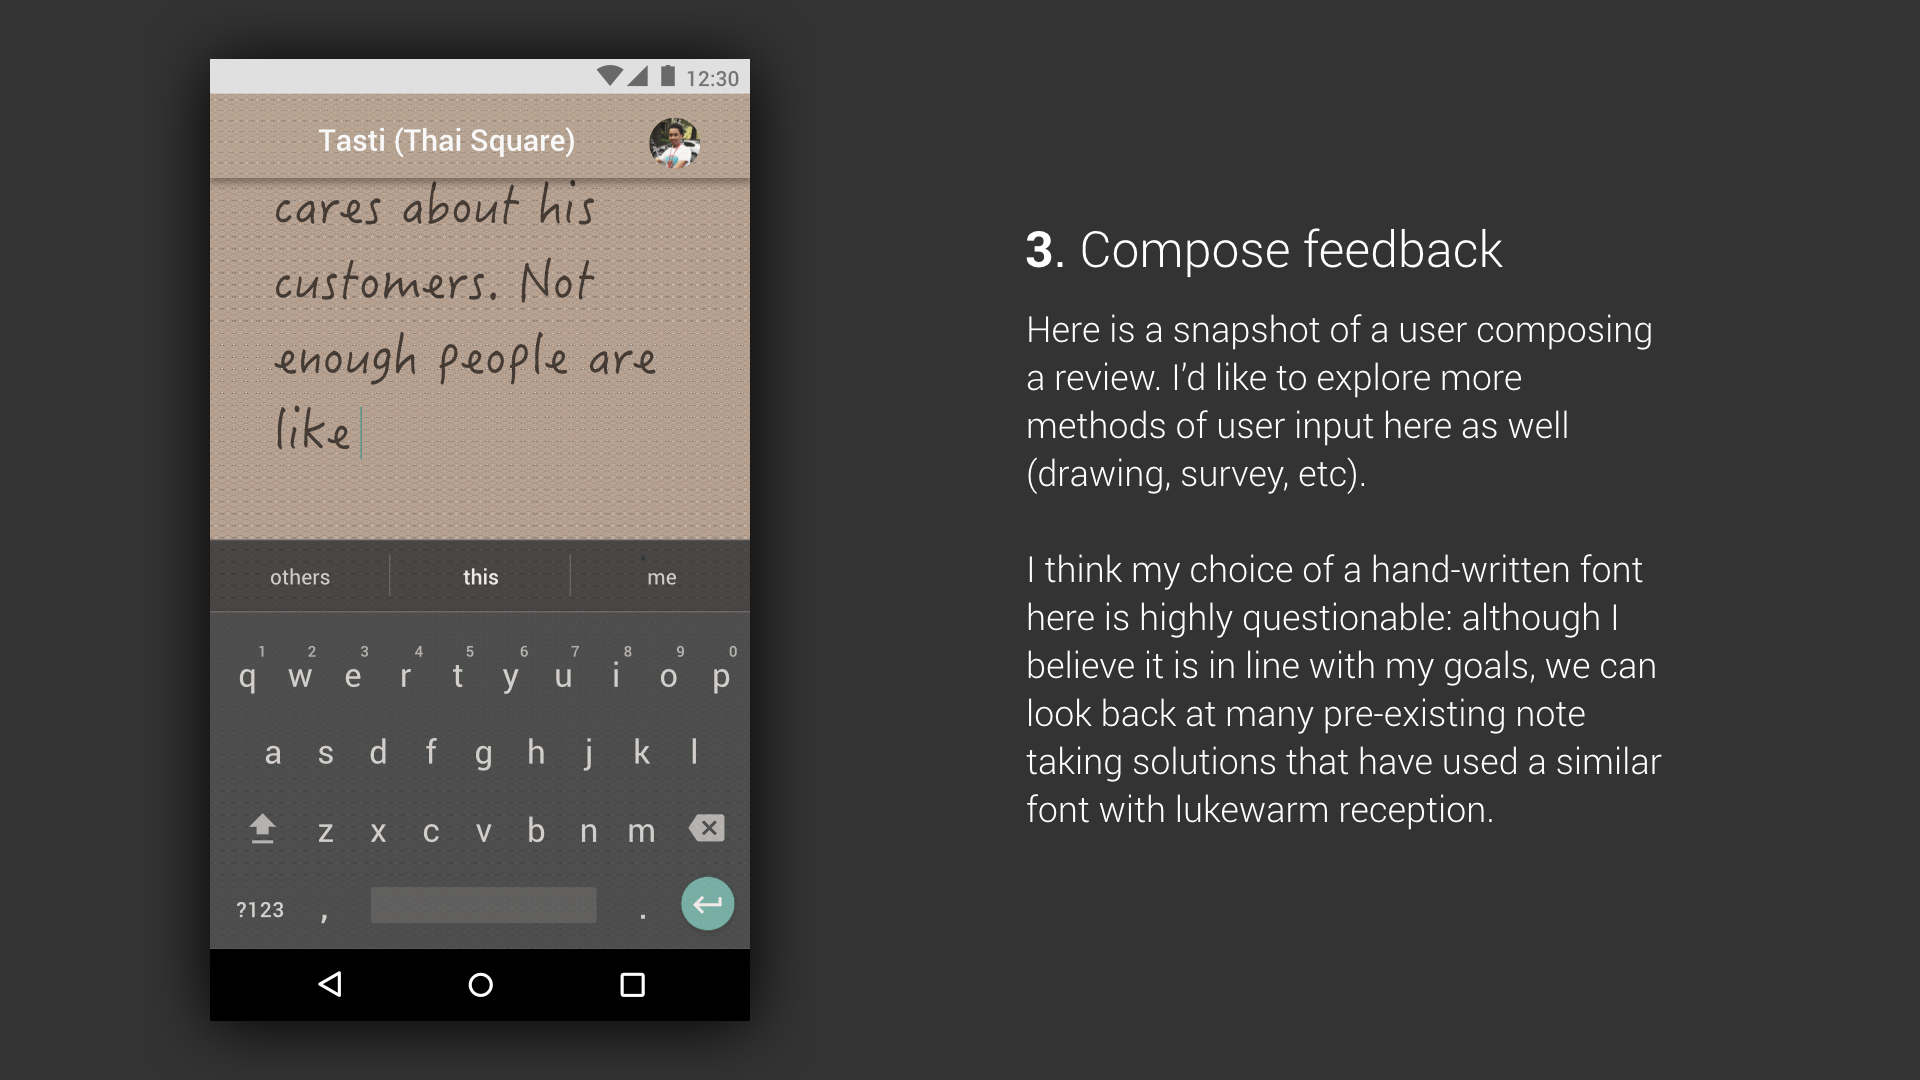 12:30
Tasti (Thai Square)
cares about his
customers. Not
enough people are
like
others this me
1 2 3 4 5 6 7 8 9 0
q w e r t y u i o p
a s d f g h j k l
z x c v b n m
?123 , .
3. Compose feedback
Here is a snapshot of a user composing
a review. I’d like to explore more
methods of user input here as well
(drawing, survey, etc).
I think my choice of a hand-written font
here is highly questionable: although I
believe it is in line with my goals, we can
look back at many pre-existing note
taking solutions that have used a similar
font with lukewarm reception.